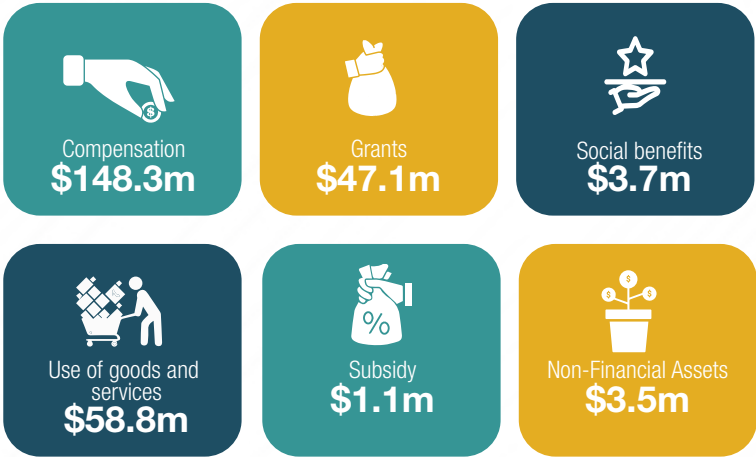 $
Compensation
$148.3m
Grants
$47.1m
Social benefits
$3.7m
Use of goods and
services
$58.8m
%
Subsidy
$1.1m
$
$ $
Non-Financial Assets
$3.5m